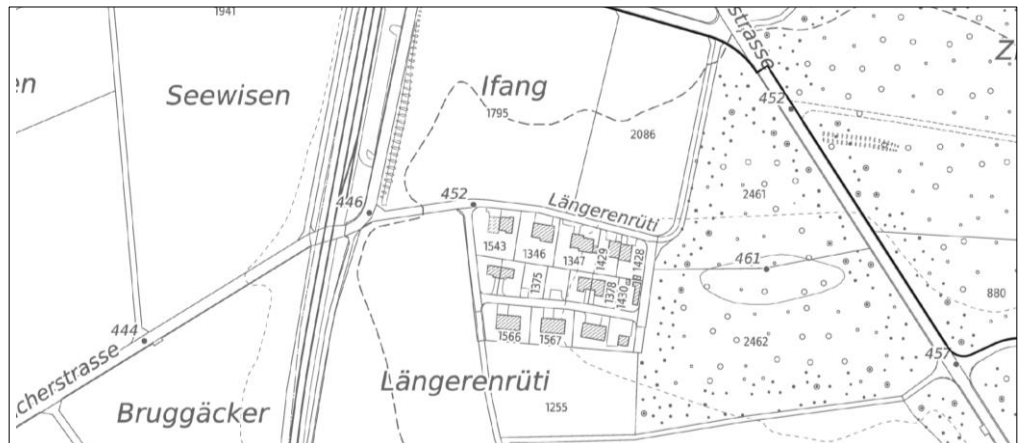 1941
strasse
en
Seewisen
Ifang
Z
1795
452
2086
2461
452
Längerenrüti
446
1543
1346
1347
1429
1428
461
1375
1378
1430
880
444
1566
1567
2462
457
cherstrasse
Längerenrüti
1255
Bruggäcker